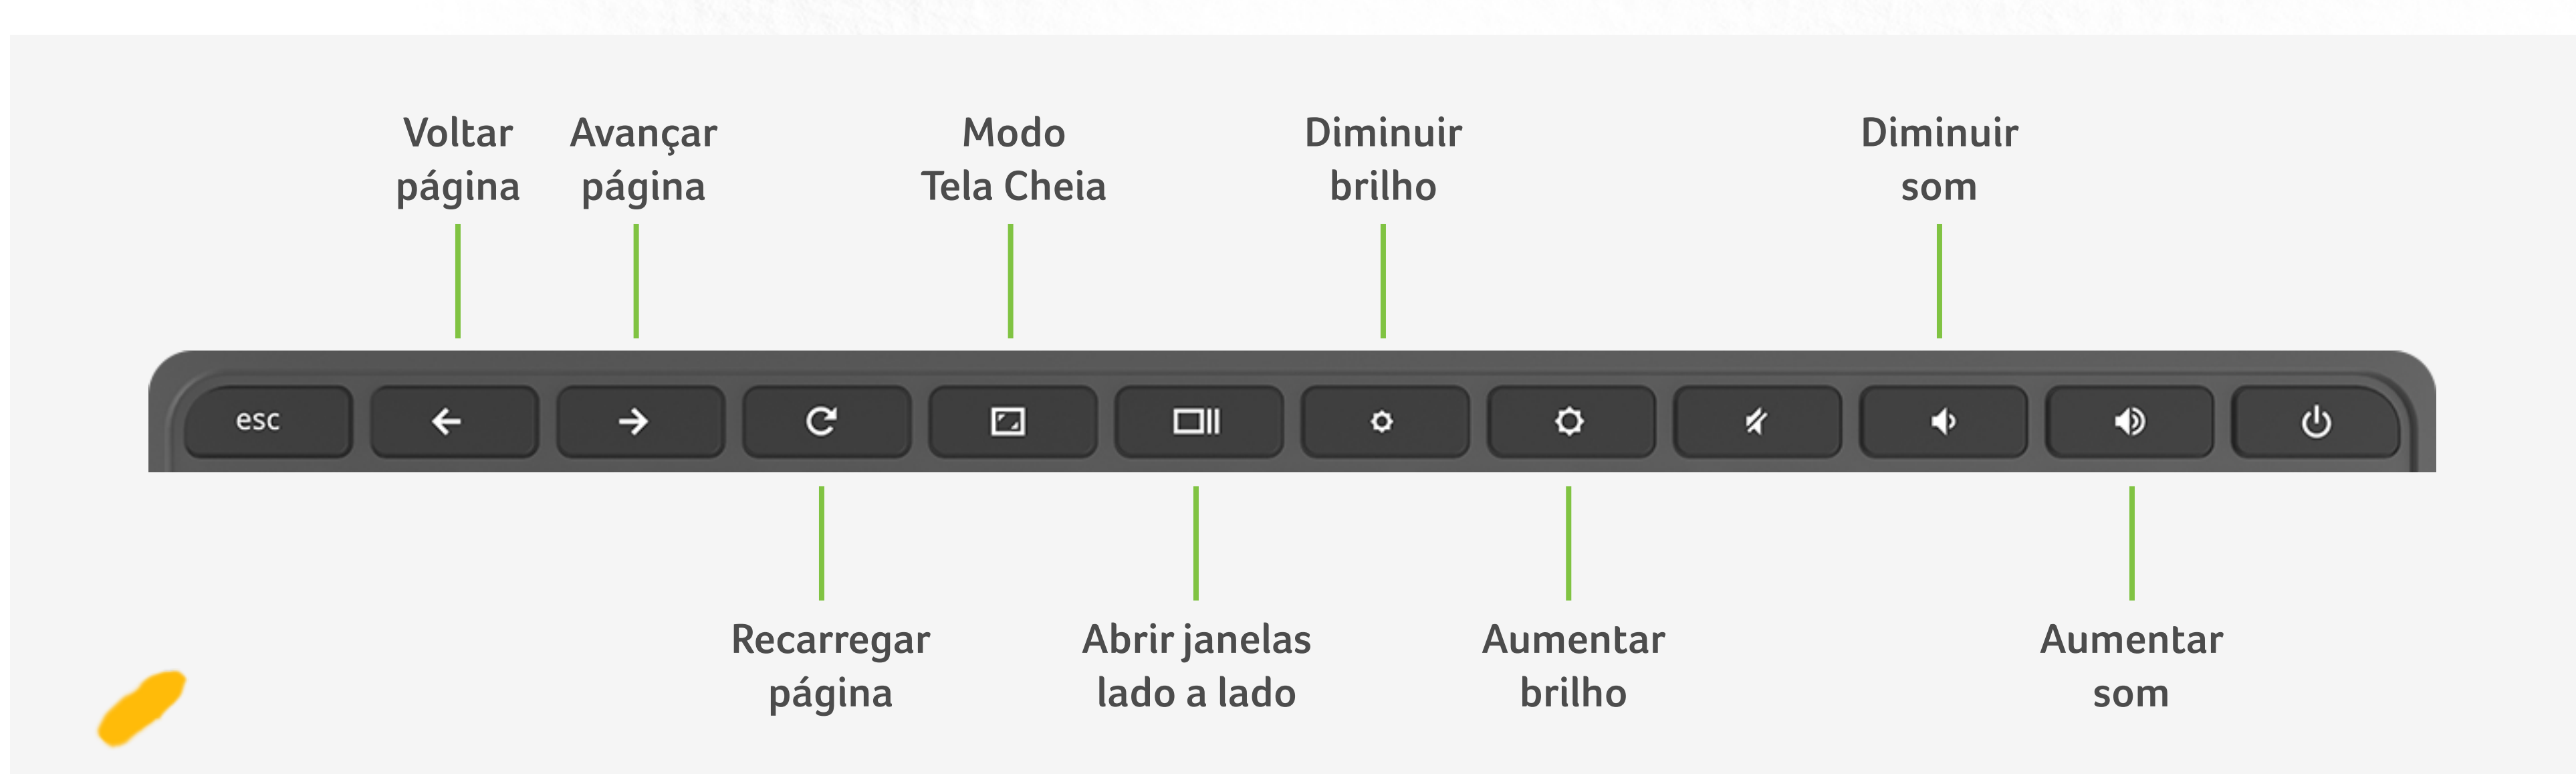 Voltar
página
Avançar
página
Modo
Tela Cheia
Diminuir
brilho
Diminuir
som
esc
Recarregar
página
Abrir janelas
lado a lado
Aumentar
brilho
Aumentar
som